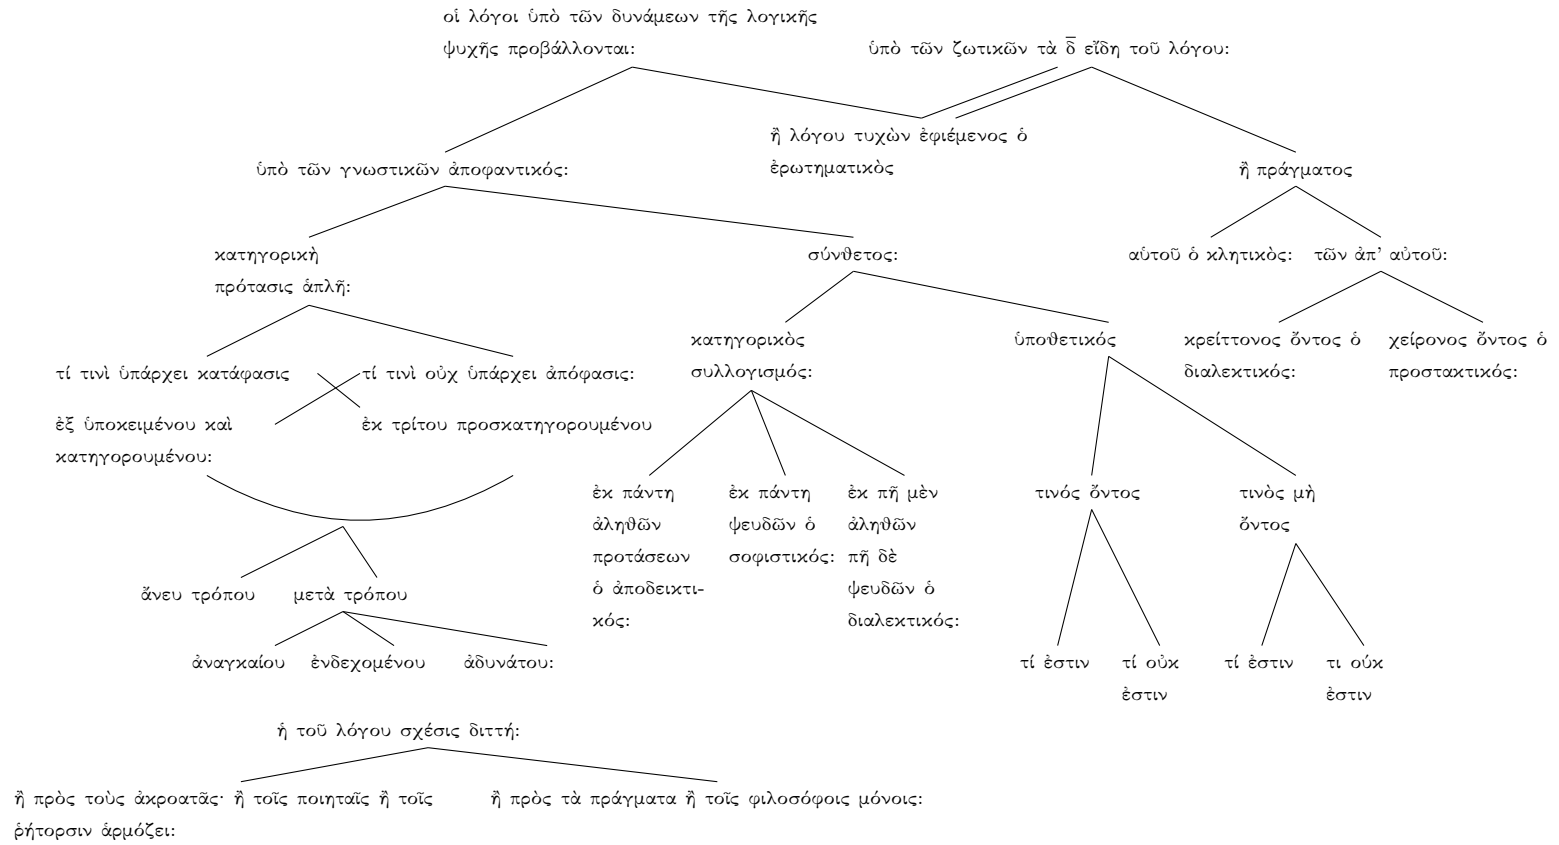 οἱ λόγοι ὑπὸ τῶν δυνάμεων τῆς λογικῆς
ψυχῆς προβάλλονται:
ὑπὸ τῶν ζωτικῶν τὰ δ̅ εἴδη τοῦ λόγου:
ἢ λόγου τυχὼν ἐφιέμενος ὁ
ἐρωτηματικὸς
ὑπὸ τῶν γνωστικῶν ἀποφαντικός:
ἢ πράγματος
κατηγορικὴ
πρότασις ἁπλῆ:
σύνθετος:
αὑτοῦ ὁ κλητικὸς:
τῶν ἀπ’ αὐτοῦ:
κατηγορικὸς
συλλογισμός:
ὑποθετικός
κρείττονος ὄντος ὁ
διαλεκτικός:
χείρονος ὄντος ὁ
προστακτικός:
τί τινὶ ὑπάρχει κατάφασις
τί τινὶ οὐχ ὑπάρχει ἀπόφασις:
ἐξ ὑποκειμένου καὶ
κατηγορουμένου:
ἐκ τρίτου προσκατηγορουμένου
ἐκ πάντη
ἀληθῶν
προτάσεων
ὁ ἀποδεικτι-
κός:
ἐκ πάντη
ψευδῶν ὁ
σοφιστικός:
ἐκ πῆ μὲν
ἀληθῶν
πῆ δὲ
ψευδῶν ὁ
διαλεκτικός:
τινός ὄντος
τινὸς μὴ
ὄντος
ἄνευ τρόπου
μετὰ τρόπου
ἀναγκαίου
ἐνδεχομένου
ἀδυνάτου:
τί ἐστιν
τί οὐκ
ἐστιν
τί ἐστιν
τι ούκ
ἐστιν
ἡ τοῦ λόγου σχέσις διττή:
ἢ πρὸς τοὺς ἀκροατᾶς· ἢ τοῖς ποιηταῖς ἢ τοῖς
ῥήτορσιν ἁρμόζει:
ἢ πρὸς τὰ πράγματα ἢ τοῖς φιλοσόφοις μόνοις: